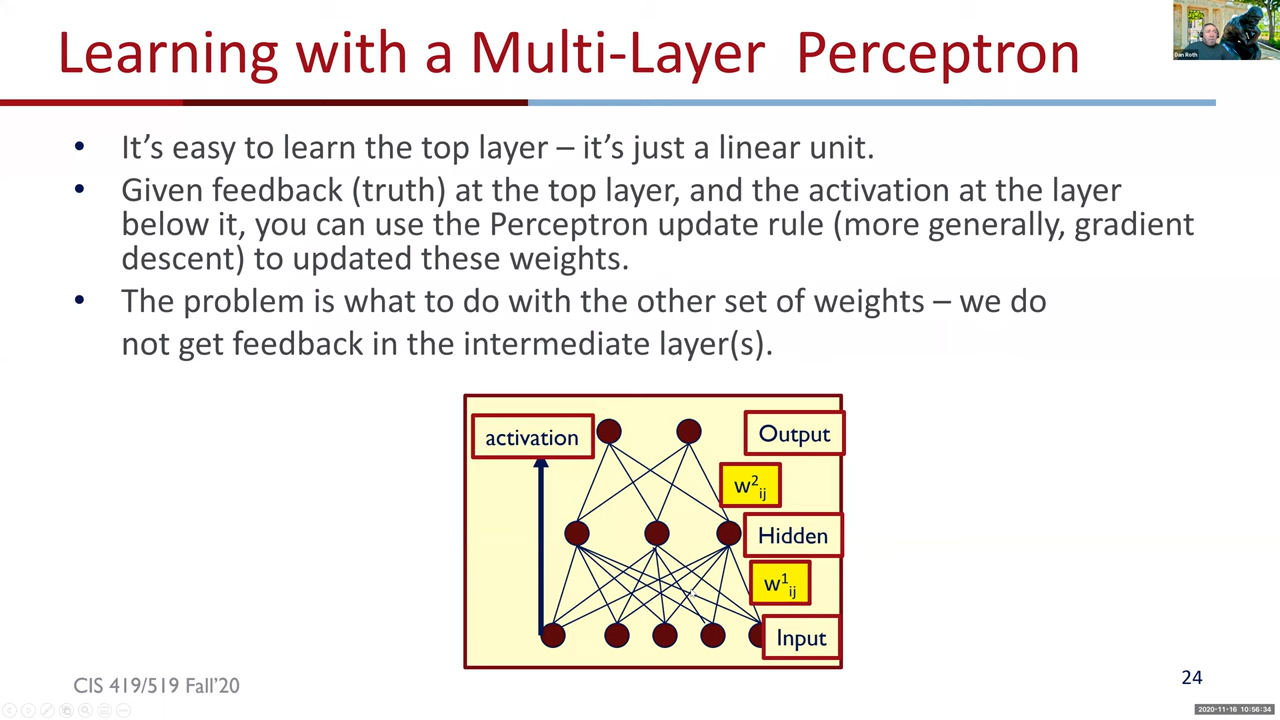 Learning with a Multi-Layer Perceptron
Dan Roth
• It's easy to learn the top layer – it's just a linear unit.
• Given feedback (truth) at the top layer, and the activation at the layer
below it, you can use the Perceptron update rule (more generally, gradient
descent) to updated these weights.
• The problem is what to do with the other set of weights – we do
not get feedback in the intermediate layer(s).
activation
Output
w²ij
Hidden
w¹ij
Input
CIS 419/519 Fall'20
24
2020-11-16 10:56:34